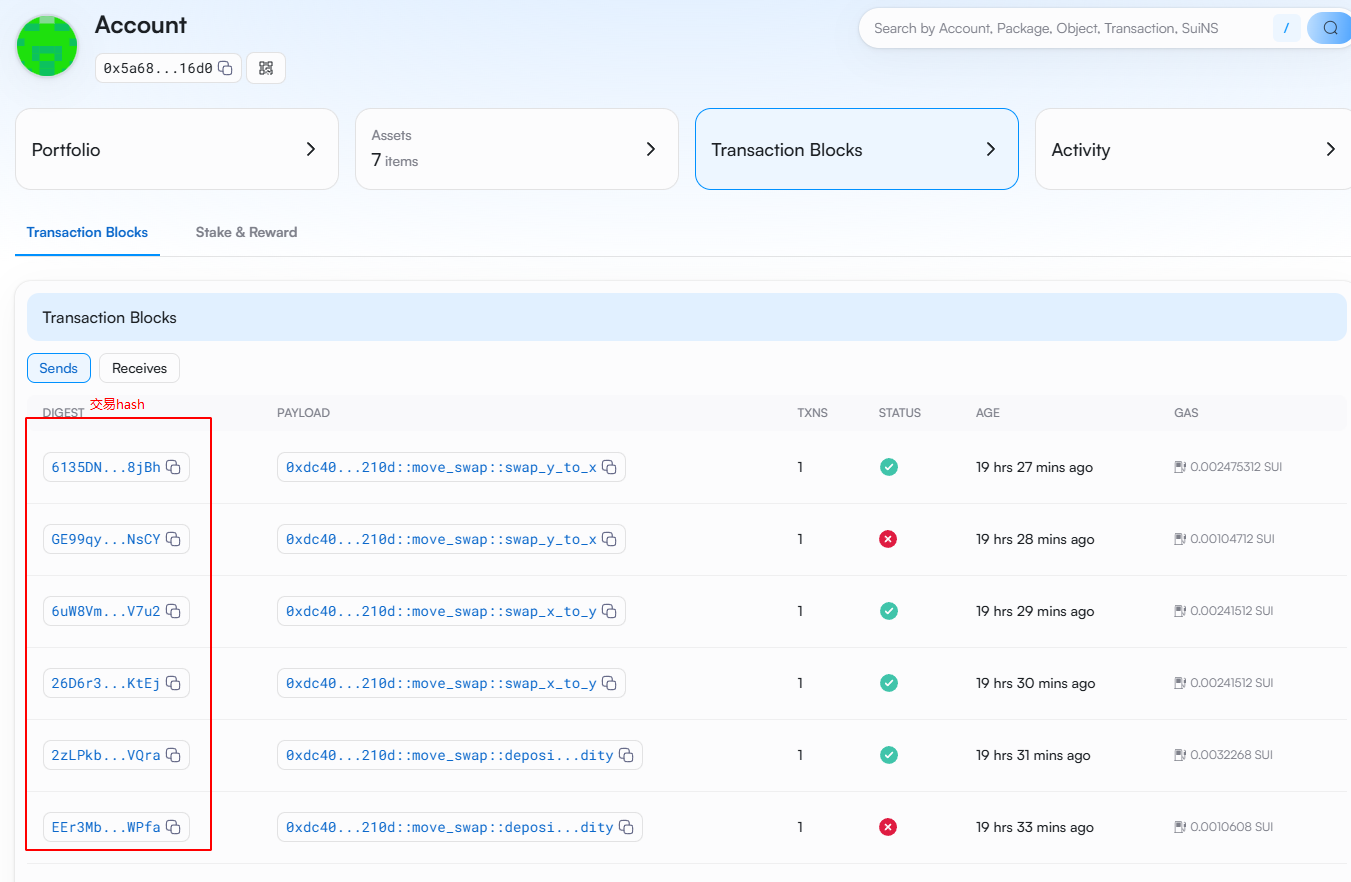 Account
Search by Account, Package, Object, Transaction, SuiNS /
0x5a68...16d0
Portfolio
Assets
7 items
Transaction Blocks
Activity
Transaction Blocks Stake & Reward
Transaction Blocks
Sends Receives
交易hash
DIGEST PAYLOAD TXNS STATUS AGE GAS
6135DN...8jBh 0xdc40...210d::move_swap::swap_y_to_x 1 19 hrs 27 mins ago 0.002475312 SUI
GE99qy...NsCY 0xdc40...210d::move_swap::swap_y_to_x 1 19 hrs 28 mins ago 0.00104712 SUI
6uW8Vm...V7u2 0xdc40...210d::move_swap::swap_x_to_y 1 19 hrs 29 mins ago 0.00241512 SUI
26D6r3...KtEj 0xdc40...210d::move_swap::swap_x_to_y 1 19 hrs 30 mins ago 0.00241512 SUI
2zLPkb...VQra 0xdc40...210d::move_swap::deposi...dity 1 19 hrs 31 mins ago 0.0032268 SUI
EEr3Mb...WPfa 0xdc40...210d::move_swap::deposi...dity 1 19 hrs 33 mins ago 0.0010608 SUI